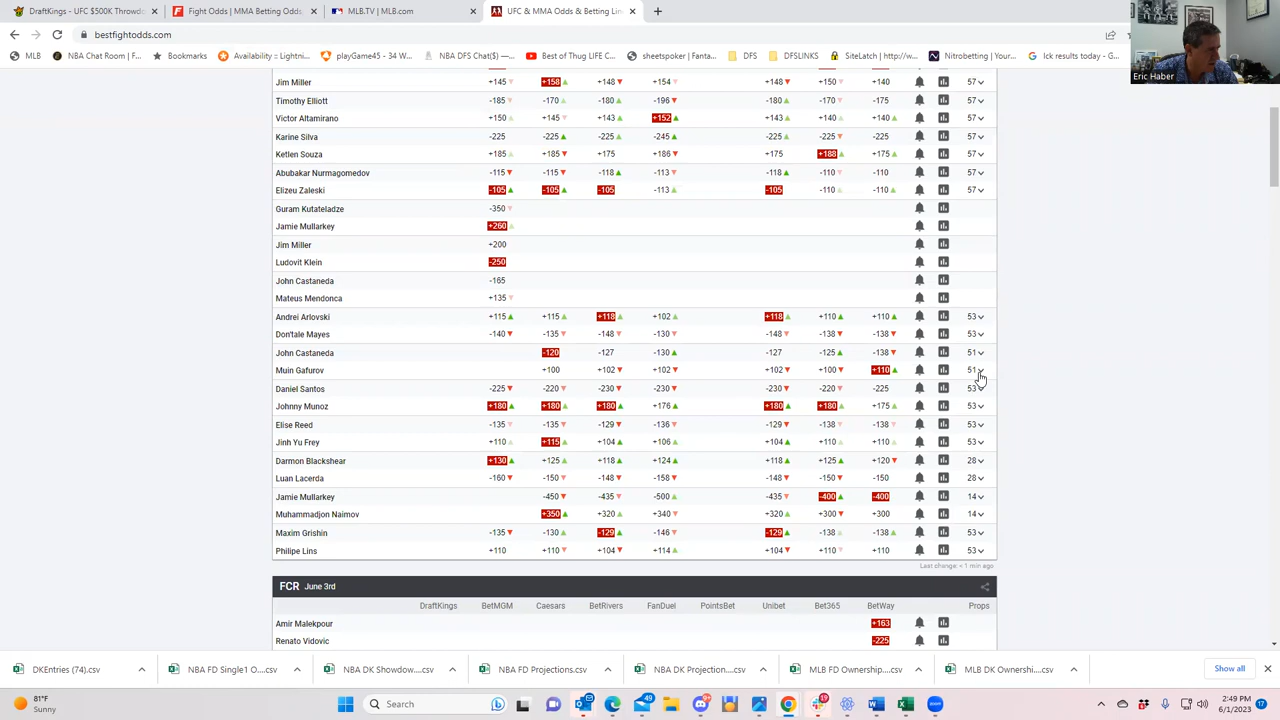 DraftKings - UFC $500K Throwdo
Fight Odds | MMA Betting Odds,
MLB.TV | MLB.com
UFC & MMA Odds & Betting Lin
bestfightodds.com
MLB
NBA Chat Room | Fa...
Bookmarks
Availability :: Lightni...
playGame45 - 34 W...
NBA DFS Chat($) —...
Best of Thug LIFE C...
sheetspoker | Fanta...
DFS
DFSLINKS
SiteLatch (http://w...
Nitrobetting | Your...
Ick results today - G...
Eric Haber
Jim Miller +145 +158 +148 +154 +148 +150 +140 57
Timothy Elliott -185 -170 -180 -196 -180 -170 -175 57
Victor Altamirano +150 +145 +143 +152 +143 +140 +140 57
Karine Silva -225 -225 -225 -245 -225 -225 -225 57
Ketlen Souza +185 +185 +175 +186 +175 +188 +175 57
Abubakar Nurmagomedov -115 -115 -118 -113 -118 -110 -110 57
Elizeu Zaleski -105 -105 -105 -113 -105 -110 -110 57
Guram Kutateladze -350
Jamie Mullarkey +260
Jim Miller +200
Ludovit Klein -250
John Castaneda -165
Mateus Mendonca +135
Andrei Arlovski +115 +115 +118 +102 +118 +110 +110 53
Don'tale Mayes -140 -135 -148 -130 -148 -138 -138 53
John Castaneda -120 -127 -130 -127 -125 -138 51
Muin Gafurov +100 +102 +102 +102 +100 +110 51
Daniel Santos -225 -220 -230 -230 -230 -220 -225 53
Johnny Munoz +180 +180 +180 +176 +180 +180 +175 53
Elise Reed -135 -135 -129 -136 -129 -138 -138 53
Jinh Yu Frey +110 +115 +104 +106 +104 +110 +110 53
Darmon Blackshear +130 +125 +118 +124 +118 +125 +120 28
Luan Lacerda -160 -150 -148 -158 -148 -150 -150 28
Jamie Mullarkey -450 -435 -500 -435 -400 -400 14
Muhammadjon Naimov +350 +320 +340 +320 +300 +300 14
Maxim Grishin -135 -130 -129 -146 -129 -138 -138 53
Philipe Lins +110 +110 +104 +114 +104 +110 +110 53
Last change: < 1 min ago
FCR June 3rd
DraftKings BetMGM Caesars BetRivers FanDuel PointsBet Unibet Bet365 BetWay Props
Amir Malekpour +163
Renato Vidovic -225
DKEntries (74).csv
NBA FD Single1 O....csv
NBA DK Showdow....csv
NBA FD Projections.csv
NBA DK Projection....csv
MLB FD Ownership....csv
MLB DK Ownershi....csv
Show all
81°F
Sunny
Search
49
19
2:49 PM
6/1/2023
17